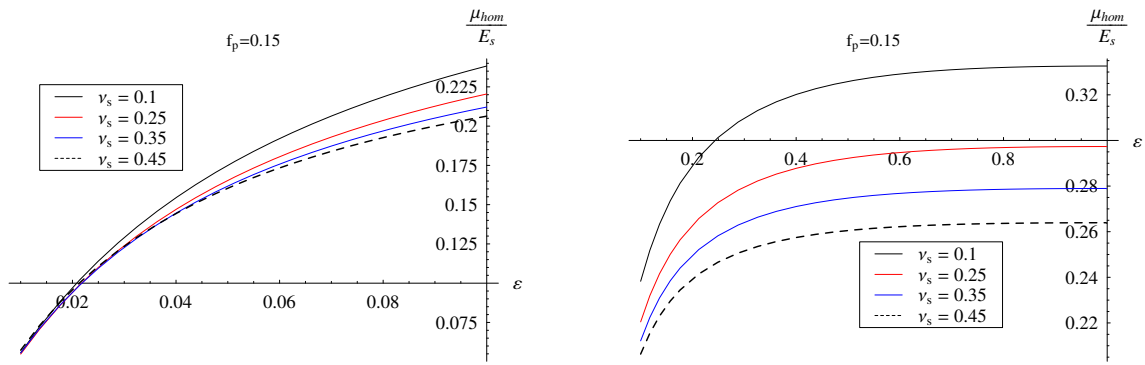 μ_hom
E_s
f_p=0.15
ν_s = 0.1
ν_s = 0.25
ν_s = 0.35
ν_s = 0.45
0.225
0.2
0.175
0.15
0.125
0.075
0.02 0.04 0.06 0.08 ε
μ_hom
E_s
f_p=0.15
0.32
0.2 0.4 0.6 0.8 ε
0.28
0.26
0.24
0.22
ν_s = 0.1
ν_s = 0.25
ν_s = 0.35
ν_s = 0.45